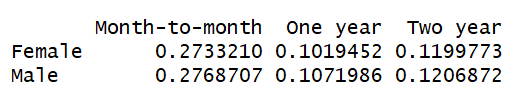 Month-to-month One year Two year
Female 0.2733210 0.1019452 0.1199773
Male 0.2768707 0.1071986 0.1206872